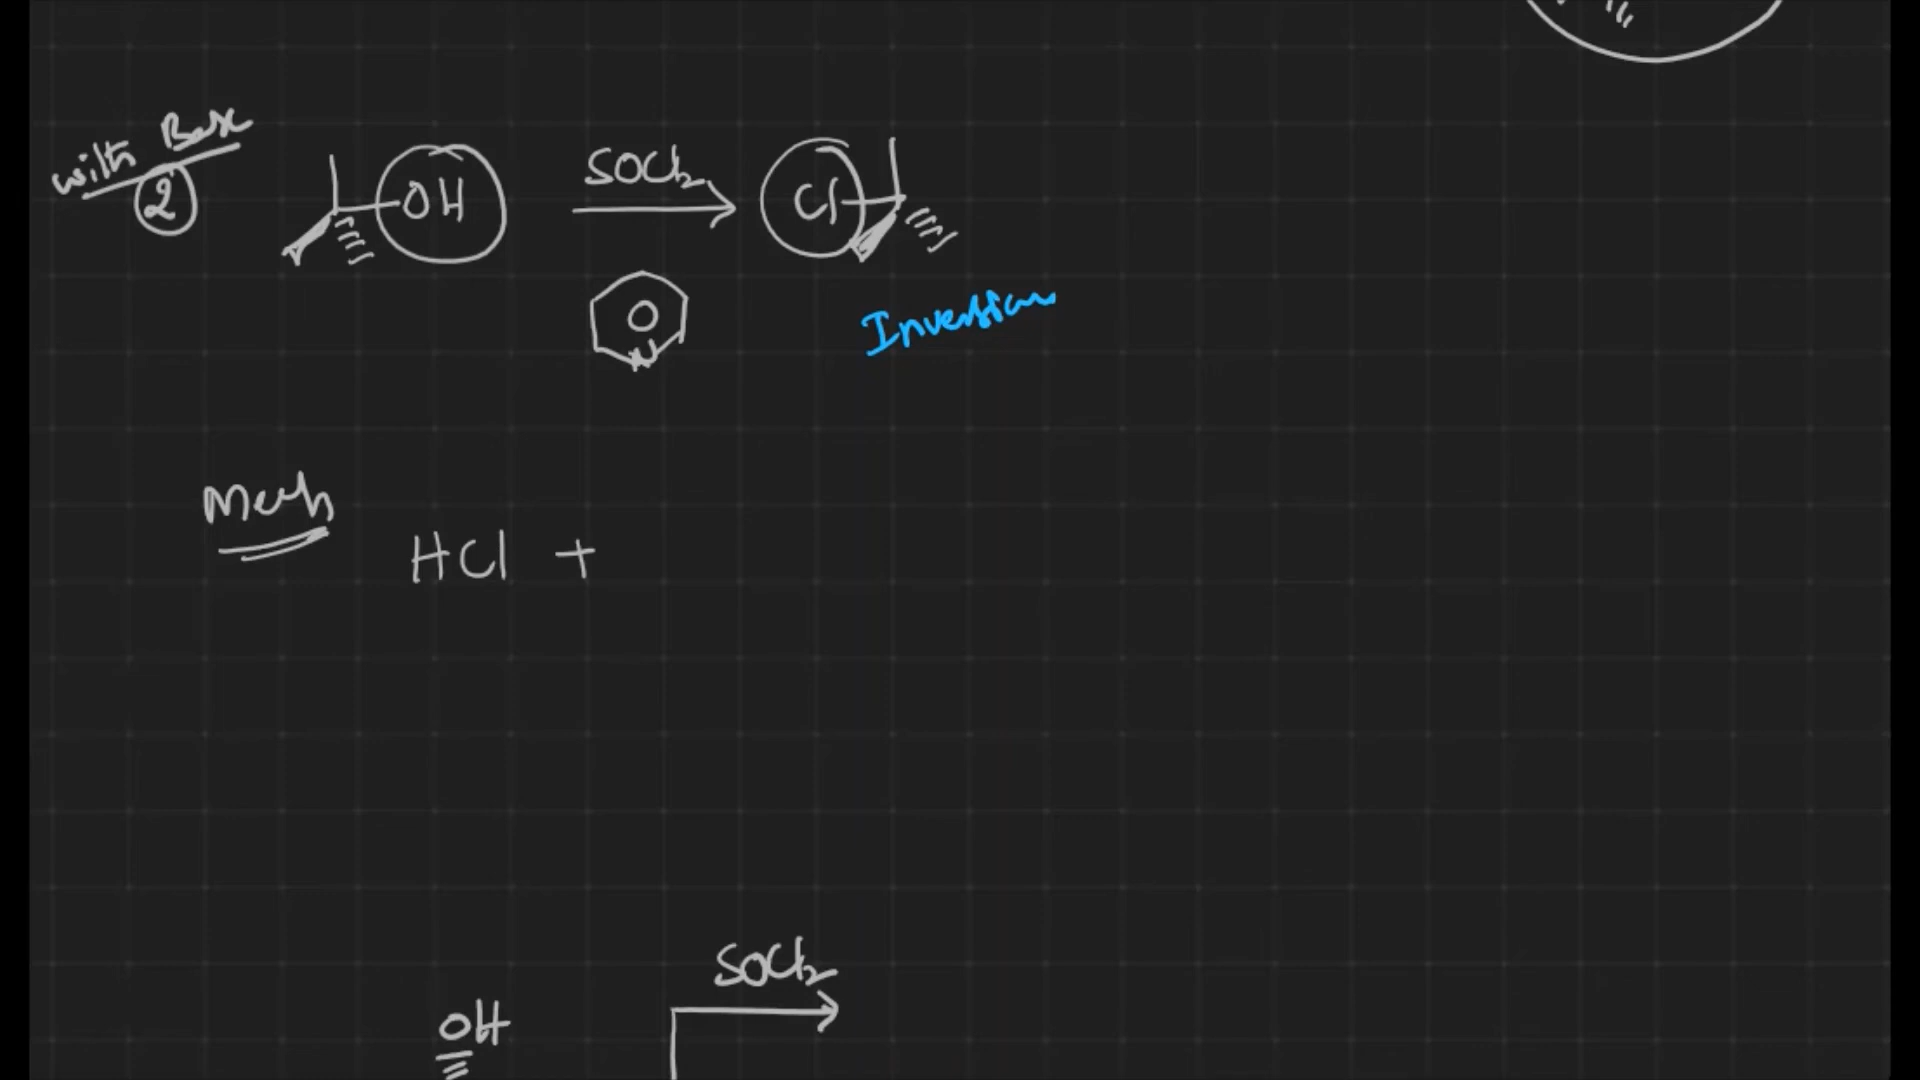 with Base
2
OH SOCl₂ Cl
N
Inversion
Mech
HCl +
SOCl₂
OH